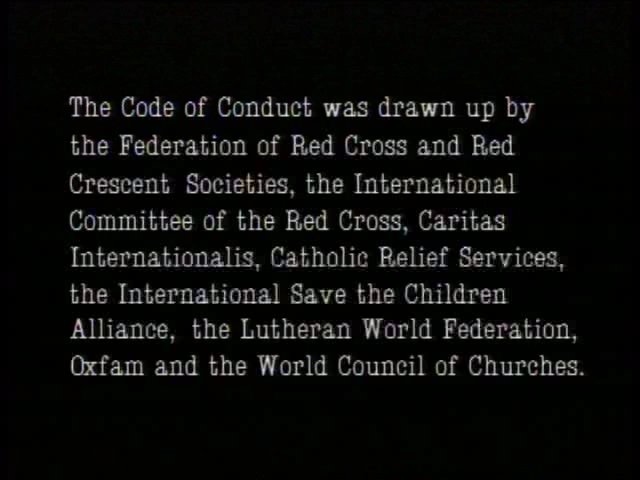 The Code of Conduct was drawn up by
the Federation of Red Cross and Red
Crescent Societies, the International
Committee of the Red Cross, Caritas
Internationalis, Catholic Relief Services,
the International Save the Children
Alliance, the Lutheran World Federation,
Oxfam and the World Council of Churches.